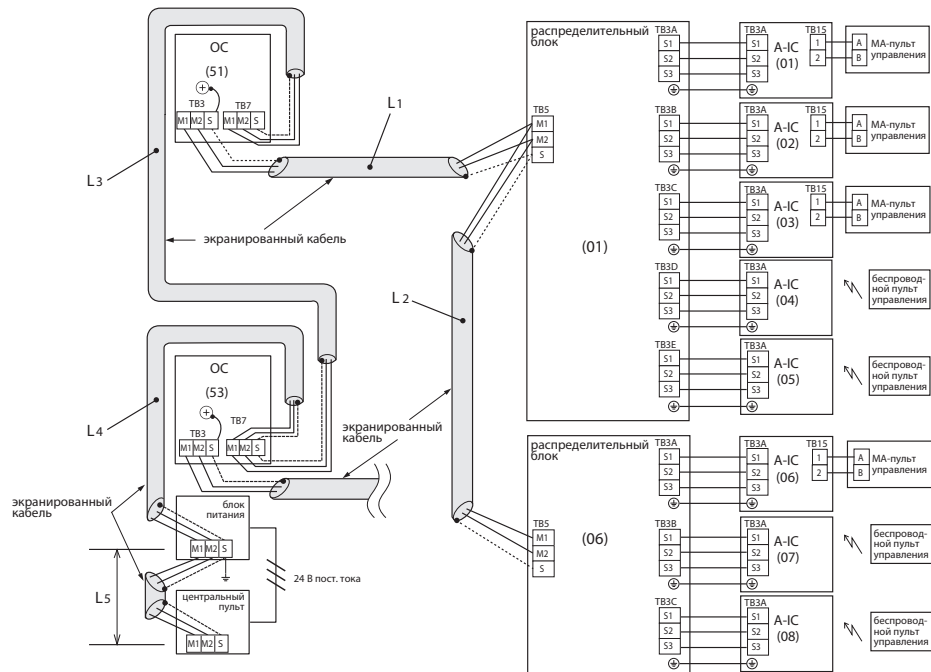 OC
(51)
TB3
TB7
M1 M2 S
M1 M2 S
L1
L3
экранированный кабель
L2
OC
(53)
TB3
TB7
M1 M2 S
M1 M2 S
L4
экранированный
кабель
экранированный
кабель
блок
питания
M1 M2 S
24 В пост. тока
L5
центральный
пульт
M1 M2 S
распределительный
блок
TB5
M1
M2
S
(01)
TB3A
S1
S2
S3
TB3A
S1
S2
S3
A-IC
(01)
TB15
1
2
A
B
МА-пульт
управления
TB3B
S1
S2
S3
TB3A
S1
S2
S3
A-IC
(02)
TB15
1
2
A
B
МА-пульт
управления
TB3C
S1
S2
S3
TB3A
S1
S2
S3
A-IC
(03)
TB15
1
2
A
B
МА-пульт
управления
TB3D
S1
S2
S3
TB3A
S1
S2
S3
A-IC
(04)
беспровод-
ной пульт
управления
TB3E
S1
S2
S3
TB3A
S1
S2
S3
A-IC
(05)
беспровод-
ной пульт
управления
распределительный
блок
TB5
M1
M2
S
(06)
TB3A
S1
S2
S3
TB3A
S1
S2
S3
A-IC
(06)
TB15
1
2
A
B
МА-пульт
управления
TB3B
S1
S2
S3
TB3A
S1
S2
S3
A-IC
(07)
беспровод-
ной пульт
управления
TB3C
S1
S2
S3
TB3A
S1
S2
S3
A-IC
(08)
беспровод-
ной пульт
управления